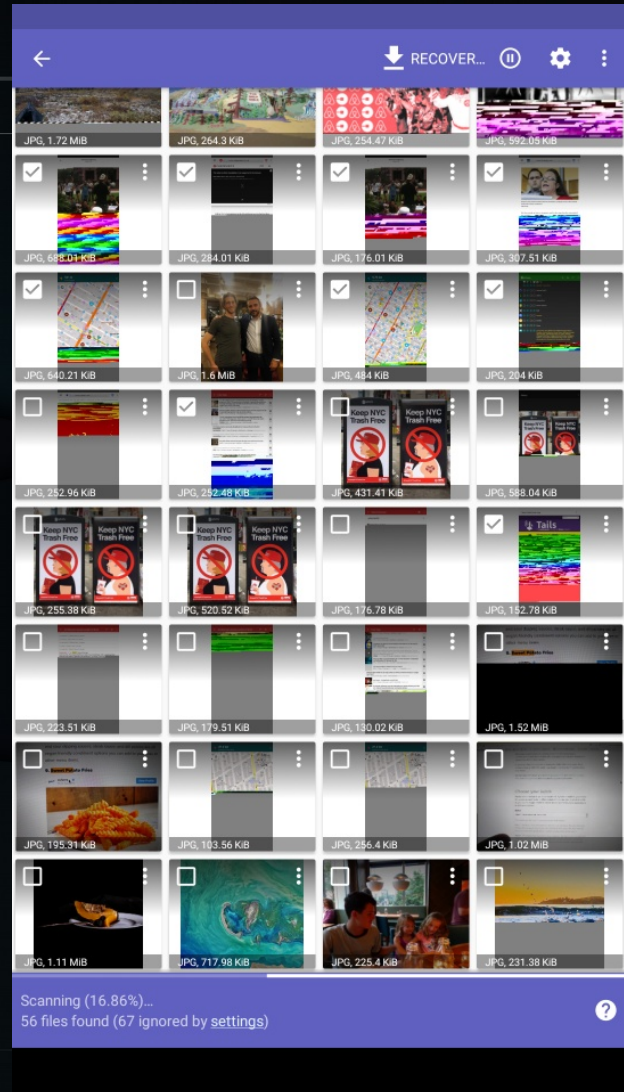 RECOVER...
JPG, 1.72 MiB
JPG, 264.3 KiB
JPG, 254.47 KiB
JPG, 592.05 KiB
JPG, 688.01 KiB
JPG, 284.01 KiB
JPG, 176.01 KiB
JPG, 307.51 KiB
JPG, 640.21 KiB
JPG, 1.6 MiB
JPG, 484 KiB
JPG, 204 KiB
JPG, 252.96 KiB
JPG, 252.48 KiB
Keep NYC
Trash Free
Keep NYC
Trash Free
JPG, 431.41 KiB
Keep NYC
Trash Free
Keep NYC
Trash Free
JPG, 588.04 KiB
Keep NYC
Trash Free
Keep NYC
Trash Free
JPG, 255.38 KiB
Keep NYC
Trash Free
Keep NYC
Trash Free
JPG, 520.52 KiB
JPG, 176.78 KiB
Tails
JPG, 152.78 KiB
JPG, 223.51 KiB
JPG, 179.51 KiB
JPG, 130.02 KiB
JPG, 1.52 MiB
JPG, 195.31 KiB
JPG, 103.56 KiB
JPG, 256.4 KiB
JPG, 1.02 MiB
JPG, 1.11 MiB
JPG, 717.98 KiB
JPG, 225.4 KiB
JPG, 231.38 KiB
Scanning (16.86%)...
56 files found (67 ignored by settings)